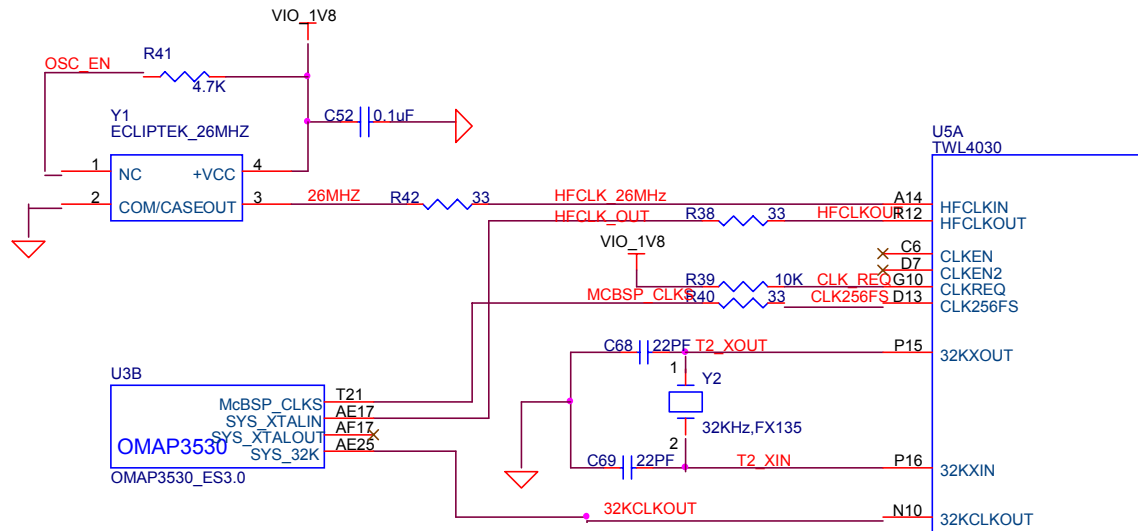 VIO_1V8
R41
OSC_EN
4.7K
Y1
ECLIPTEK_26MHZ
C52 0.1uF
1 NC +VCC 4
2 COM/CASEOUT 3
26MHZ R42 33 HFCLK_26MHz
HFCLK_OUT R38 33 HFCLKOUT
VIO_1V8
R39 10K CLK_REQ
MCBSP_CLKS R40 33 CLK256FS
U5A
TWL4030
A14 HFCLKIN
R12 HFCLKOUT
C6 CLKEN
D7 CLKEN2
G10 CLKREQ
D13 CLK256FS
C68 22PF T2_XOUT P15 32KXOUT
1
Y2
32KHz,FX135
2
C69 22PF T2_XIN P16 32KXIN
32KCLKOUT N10 32KCLKOUT
U3B
McBSP_CLKS T21
SYS_XTALIN AE17
SYS_XTALOUT AF17
SYS_32K AE25
OMAP3530
OMAP3530_ES3.0